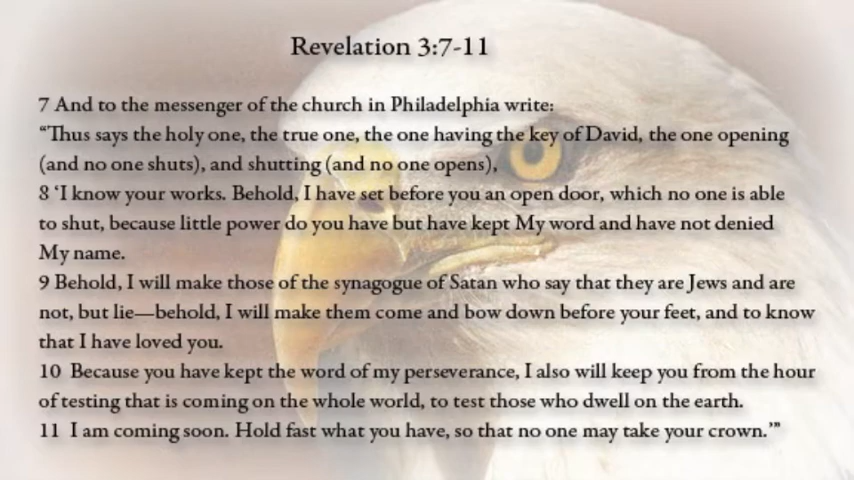 Revelation 3:7-11
7 And to the messenger of the church in Philadelphia write:
“Thus says the holy one, the true one, the one having the key of David, the one opening
(and no one shuts), and shutting (and no one opens),
8 ‘I know your works. Behold, I have set before you an open door, which no one is able
to shut, because little power do you have but have kept My word and have not denied
My name.
9 Behold, I will make those of the synagogue of Satan who say that they are Jews and are
not, but lie—behold, I will make them come and bow down before your feet, and to know
that I have loved you.
10 Because you have kept the word of my perseverance, I also will keep you from the hour
of testing that is coming on the whole world, to test those who dwell on the earth.
11 I am coming soon. Hold fast what you have, so that no one may take your crown.’”